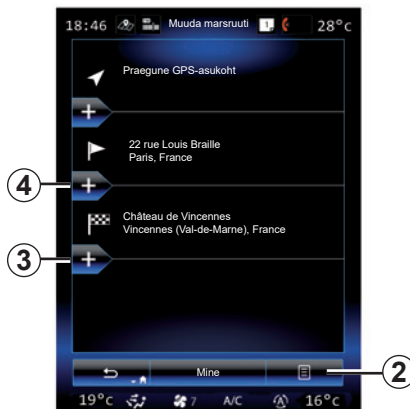 18:46 Muuda marsruuti 1 28°c
Praegune GPS-asukoht
+
22 rue Louis Braille
Paris, France
4
+
Château de Vincennes
Vincennes (Val-de-Marne), France
3
+
Mine
2
19°c 7 A/C A 16°c